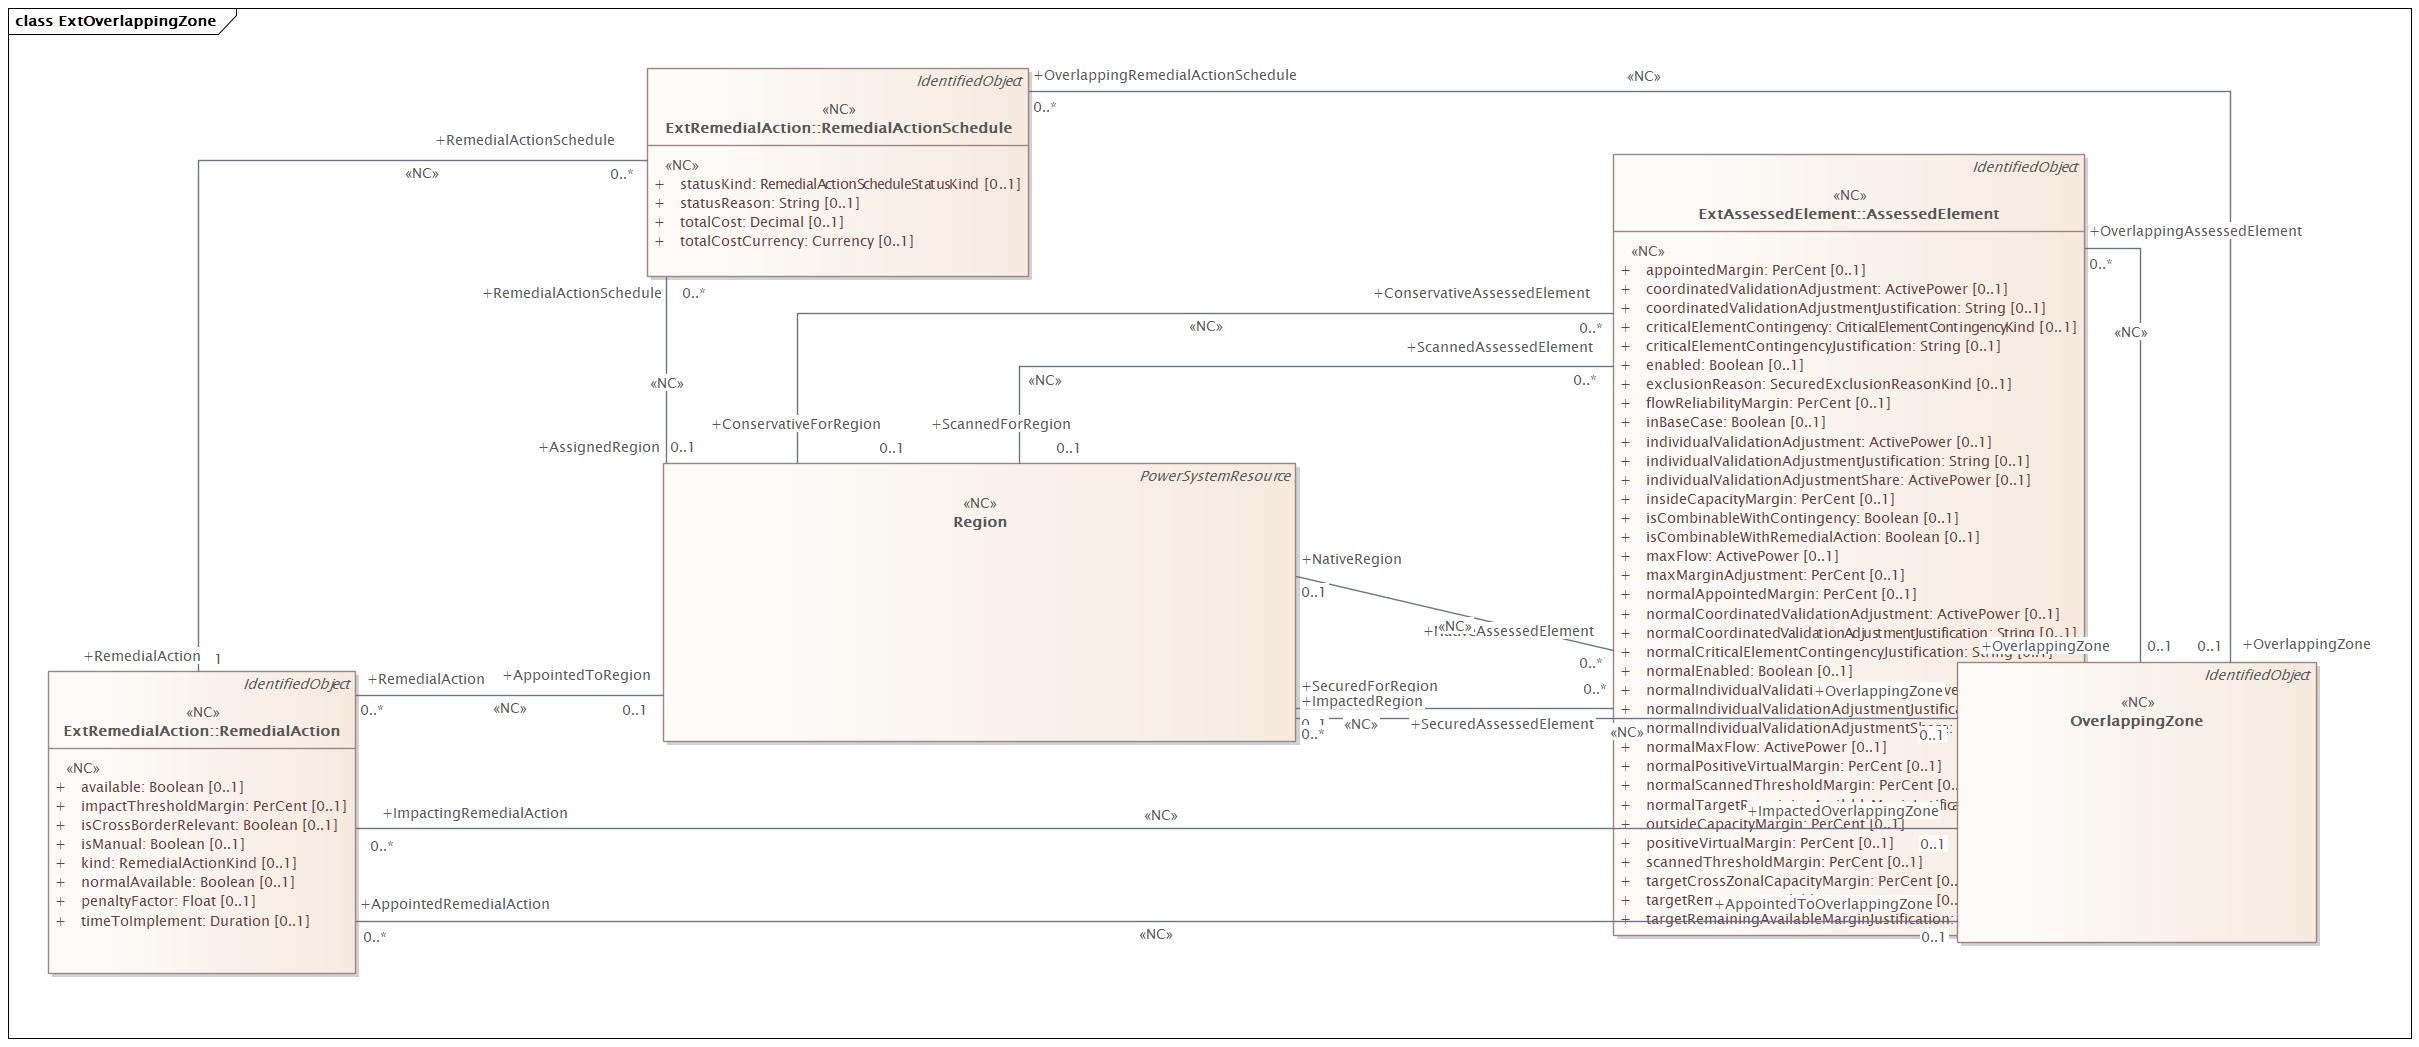 class ExtOverlappingZone
IdentifiedObject
«NC»
ExtRemedialAction::RemedialActionSchedule
«NC»
+ statusKind: RemedialActionScheduleStatusKind [0..1]
+ statusReason: String [0..1]
+ totalCost: Decimal [0..1]
+ totalCostCurrency: Currency [0..1]
+OverlappingRemedialActionSchedule
0..*
«NC»
+RemedialActionSchedule
«NC»
0..*
+RemedialActionSchedule
0..*
«NC»
+AssignedRegion
0..1
+ConservativeAssessedElement
0..*
«NC»
+ConservativeForRegion
0..1
+ScannedAssessedElement
0..*
«NC»
+ScannedForRegion
0..1
PowerSystemResource
«NC»
Region
IdentifiedObject
«NC»
ExtAssessedElement::AssessedElement
«NC»
+ appointedMargin: PerCent [0..1]
+ coordinatedValidationAdjustment: ActivePower [0..1]
+ coordinatedValidationAdjustmentJustification: String [0..1]
+ criticalElementContingency: CriticalElementContingencyKind [0..1]
+ criticalElementContingencyJustification: String [0..1]
+ enabled: Boolean [0..1]
+ exclusionReason: SecuredExclusionReasonKind [0..1]
+ flowReliabilityMargin: PerCent [0..1]
+ inBaseCase: Boolean [0..1]
+ individualValidationAdjustment: ActivePower [0..1]
+ individualValidationAdjustmentJustification: String [0..1]
+ individualValidationAdjustmentShare: ActivePower [0..1]
+ insideCapacityMargin: PerCent [0..1]
+ isCombinableWithContingency: Boolean [0..1]
+ isCombinableWithRemedialAction: Boolean [0..1]
+ maxFlow: ActivePower [0..1]
+ maxMarginAdjustment: PerCent [0..1]
+ normalAppointedMargin: PerCent [0..1]
+ normalCoordinatedValidationAdjustment: ActivePower [0..1]
+ normalCoordinatedValidationAdjustmentJustification: String [0..1]
+ normalCriticalElementContingencyJustification:
+ normalEnabled: Boolean [0..1]
+ normalIndividualValidati
+ normalIndividualValidationAdjustmentJustifica
normalIndividualValidationAdjustment
+ normalMaxFlow: ActivePower [0..1]
+ normalPositiveVirtualMargin: PerCent [0..1]
+ normalScannedThresholdMargin: PerCent [0..
+ normalTarget
+ outsideCapacityMargin: PerCent [0..1]
+ positiveVirtualMargin: PerCent [0..1]
+ scannedThresholdMargin: PerCent [0..1]
+ targetCrossZonalCapacityMargin: PerCent [0..
+ targetRem [0..
+ targetRemainingAvailableMarginJustification:
+OverlappingAssessedElement
0..*
«NC»
+OverlappingZone
0..1
0..1
+OverlappingZone
+NativeRegion
0..1
«NC»
AssessedElement
0..*
+SecuredForRegion
0..*
+ImpactedRegion
0..1
0..*
«NC»
+SecuredAssessedElement
«NC»
+OverlappingZone
0..1
IdentifiedObject
«NC»
OverlappingZone
+RemedialAction
1
IdentifiedObject
«NC»
ExtRemedialAction::RemedialAction
«NC»
+ available: Boolean [0..1]
+ impactThresholdMargin: PerCent [0..1]
+ isCrossBorderRelevant: Boolean [0..1]
+ isManual: Boolean [0..1]
+ kind: RemedialActionKind [0..1]
+ normalAvailable: Boolean [0..1]
+ penaltyFactor: Float [0..1]
+ timeToImplement: Duration [0..1]
+RemedialAction
0..*
«NC»
+AppointedToRegion
0..1
+ImpactingRemedialAction
0..*
«NC»
+ImpactedOverlappingZone
0..1
+AppointedRemedialAction
0..*
«NC»
+AppointedToOverlappingZone
0..1